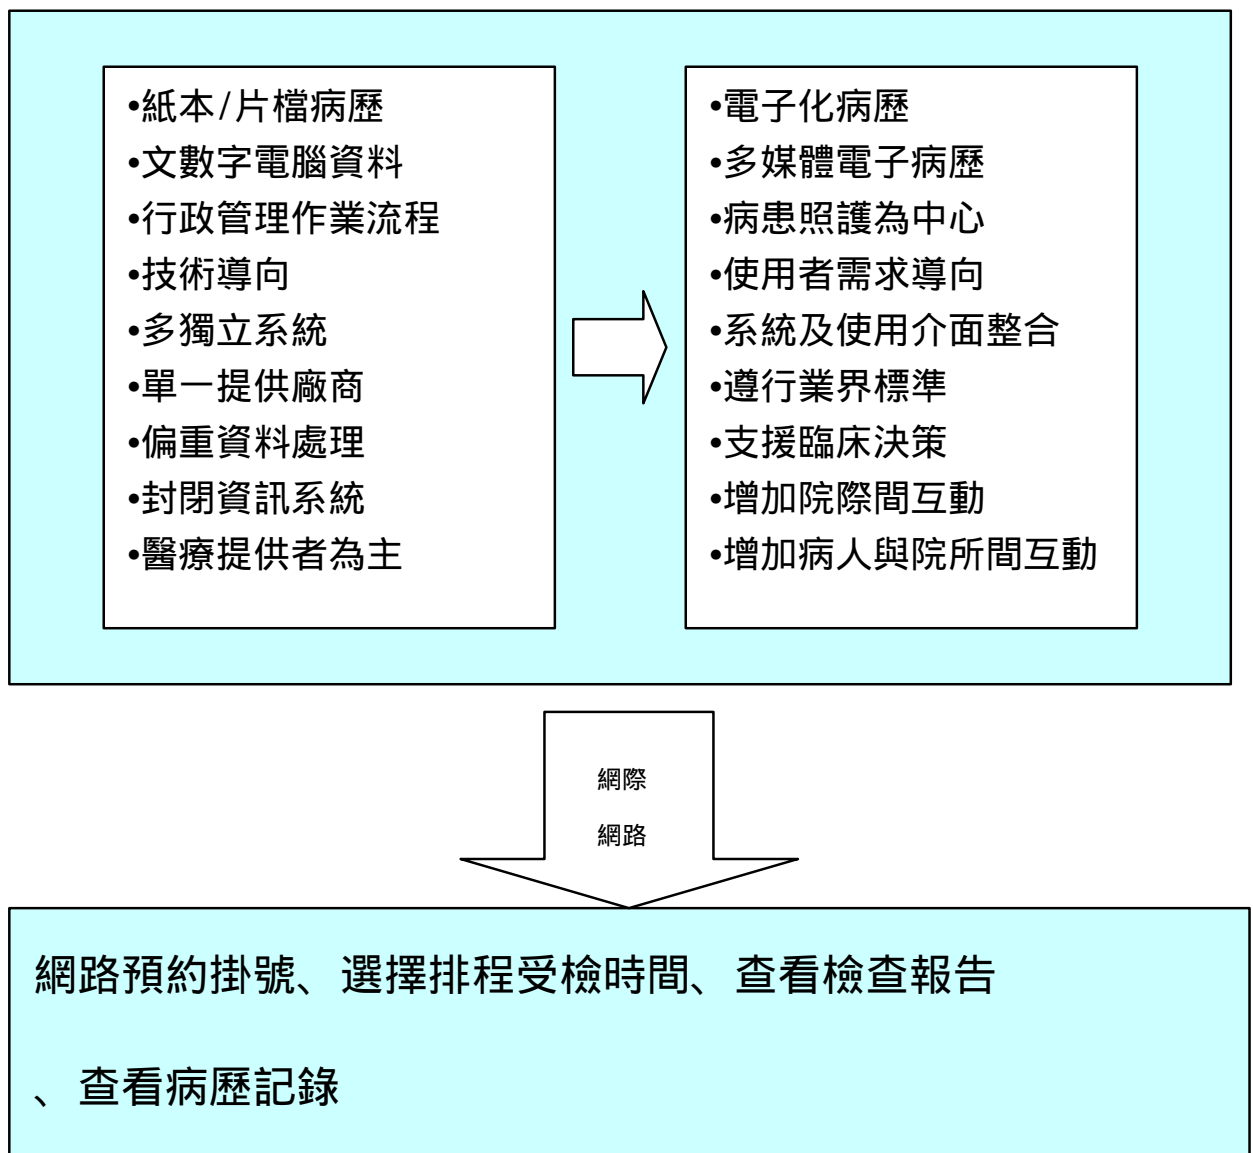 •紙本/片檔病歷
•文數字電腦資料
•行政管理作業流程
•技術導向
•多獨立系統
•單一提供廠商
•偏重資料處理
•封閉資訊系統
•醫療提供者為主
•電子化病歷
•多媒體電子病歷
•病患照護為中心
•使用者需求導向
•系統及使用介面整合
•遵行業界標準
•支援臨床決策
•增加院際間互動
•增加病人與院所間互動
網際
網路
網路預約掛號、選擇排程受檢時間、查看檢查報告
、查看病歷記錄